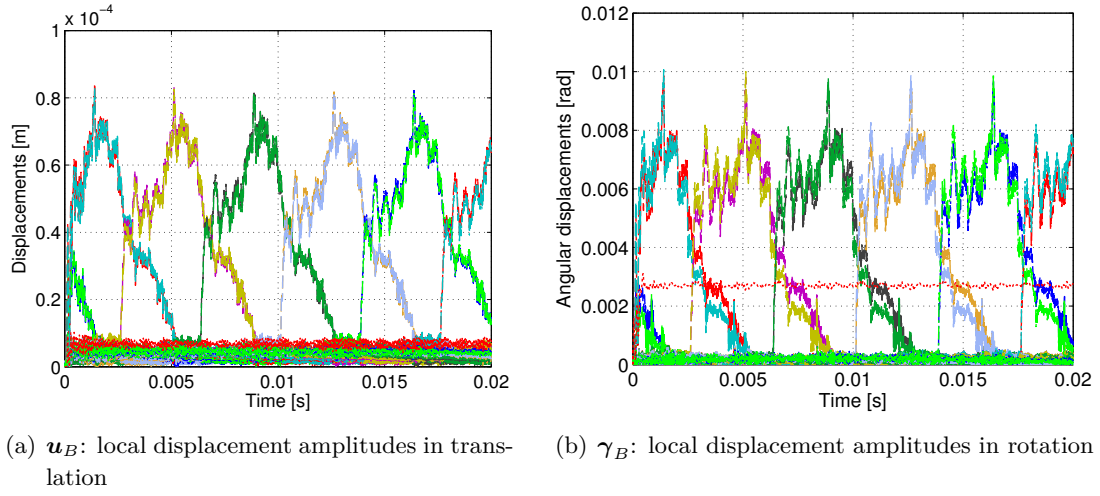 1 x 10⁻⁴
0.8
0.6
0.4
0.2
0
Displacements [m]
0 0.005 0.01 0.015 0.02
Time [s]
0.012
0.01
0.008
0.006
0.004
0.002
0
Angular displacements [rad]
0 0.005 0.01 0.015 0.02
Time [s]
(a) u_B: local displacement amplitudes in trans-
lation
(b) γ_B: local displacement amplitudes in rotation